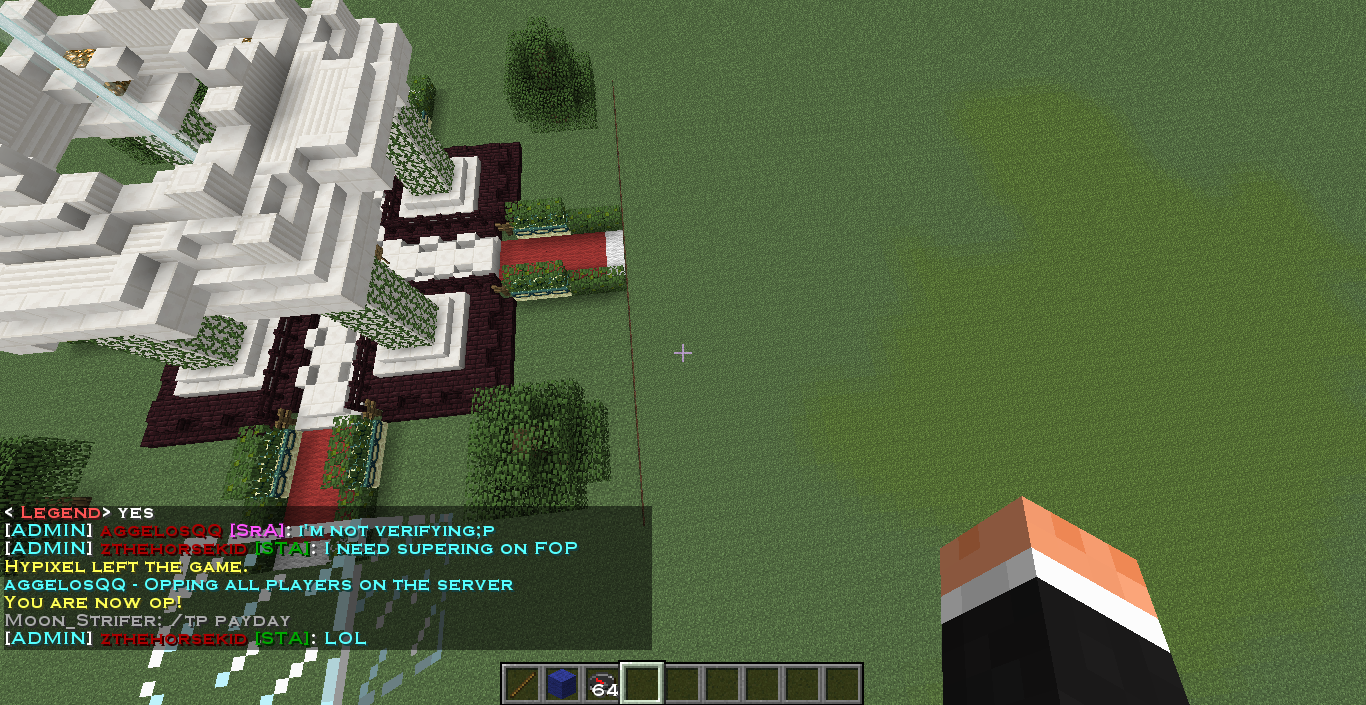 < Legend> yes
[ADMIN] aggelosQQ [SrA]: i'm not verifying;p
[ADMIN] zthehorsekid [STA]: I need supering on FOP
Hypixel left the game.
aggelosQQ - Opping all players on the server
You are now op!
Moon_Strifer: /tp payday
[ADMIN] zthehorsekid [STA]: LOL
64